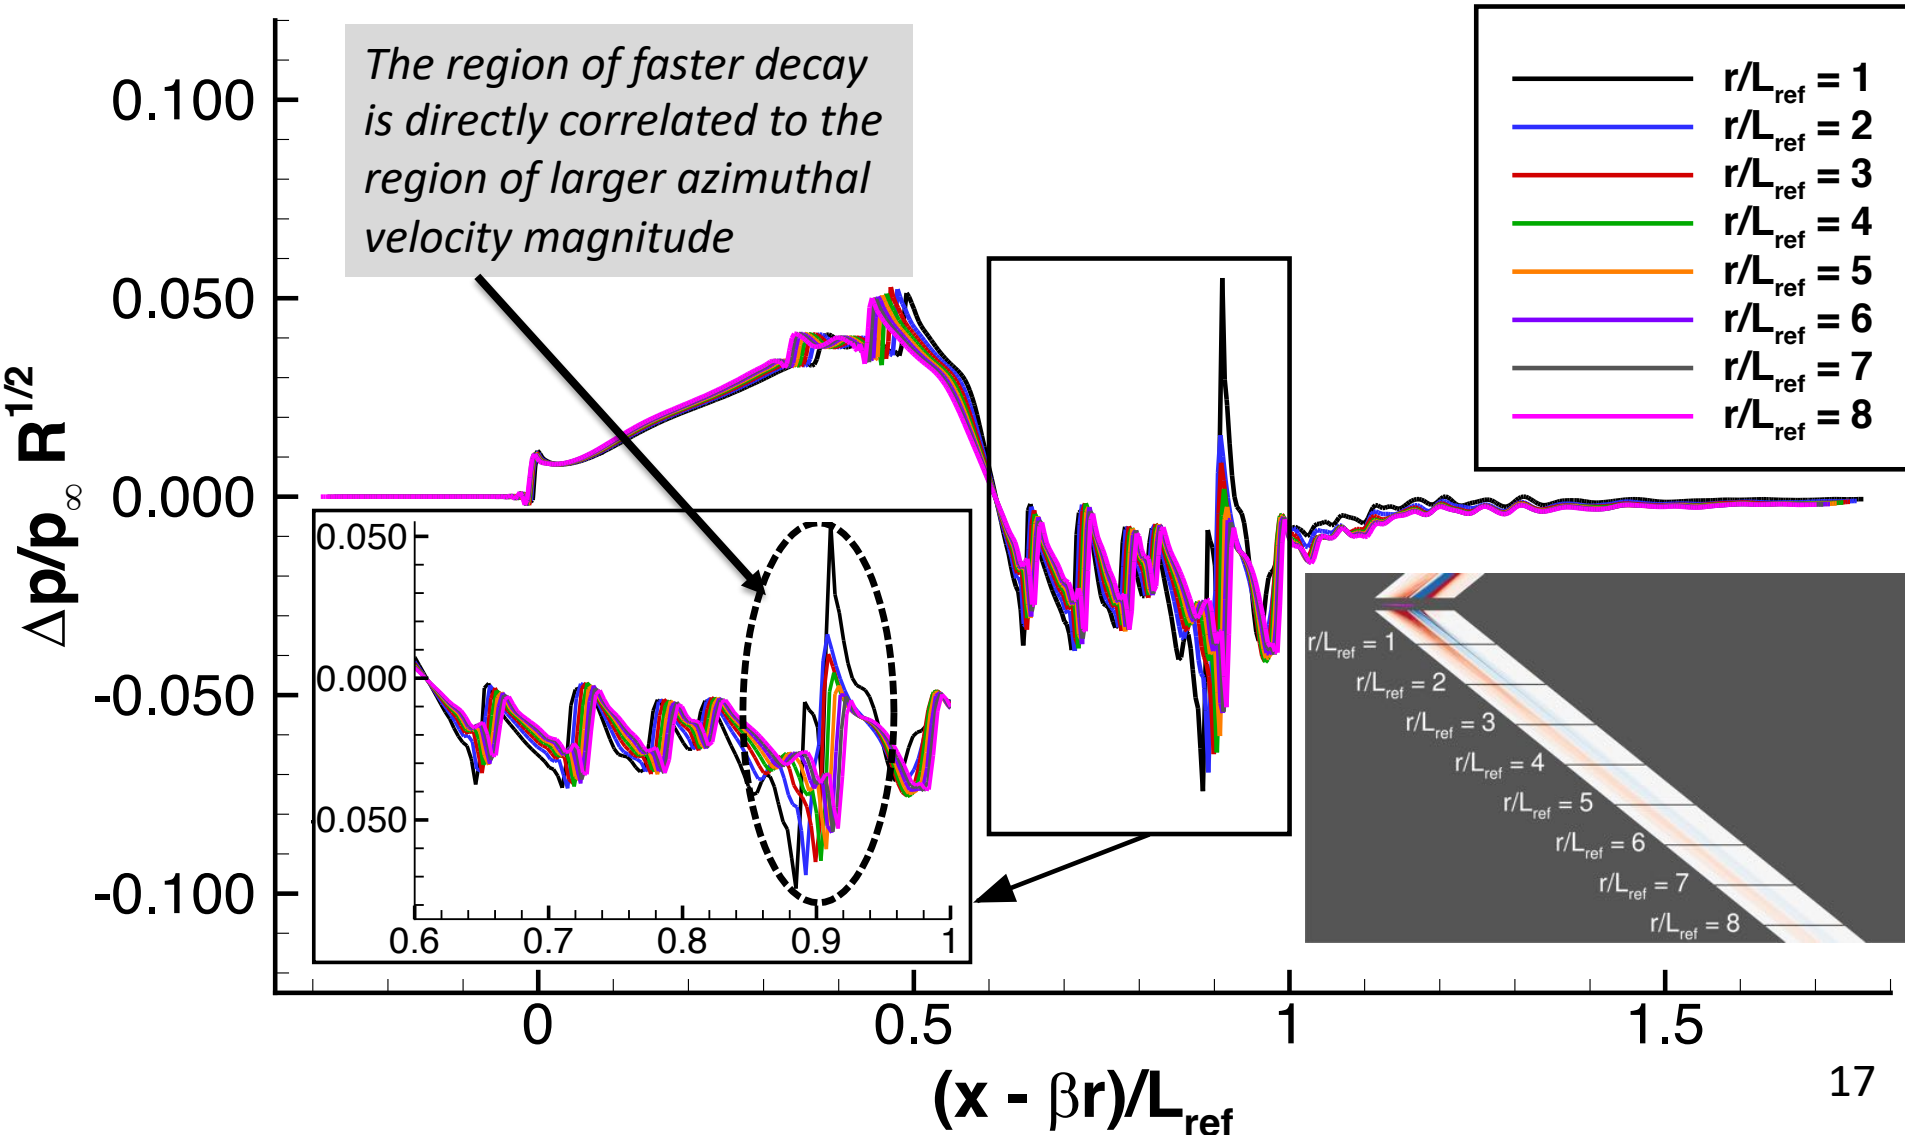 The region of faster decay
is directly correlated to the
region of larger azimuthal
velocity magnitude
r/Lref = 1
r/Lref = 2
r/Lref = 3
r/Lref = 4
r/Lref = 5
r/Lref = 6
r/Lref = 7
r/Lref = 8
Δp/p∞ R1/2
0.100
0.050
0.000
-0.050
-0.100
0.050
0.000
0.050
0.6 0.7 0.8 0.9 1
r/Lref = 1
r/Lref = 2
r/Lref = 3
r/Lref = 4
r/Lref = 5
r/Lref = 6
r/Lref = 7
r/Lref = 8
0 0.5 1 1.5
(x - βr)/Lref
17